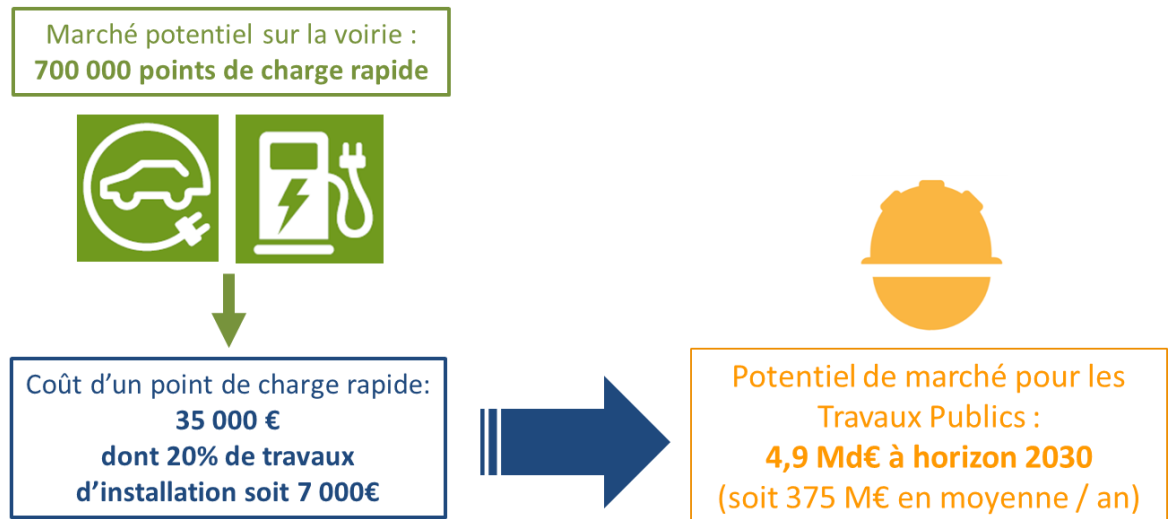 Marché potentiel sur la voirie :
700 000 points de charge rapide
Coût d’un point de charge rapide:
35 000 €
dont 20% de travaux
d’installation soit 7 000€
Potentiel de marché pour les
Travaux Publics :
4,9 Md€ à horizon 2030
(soit 375 M€ en moyenne / an)